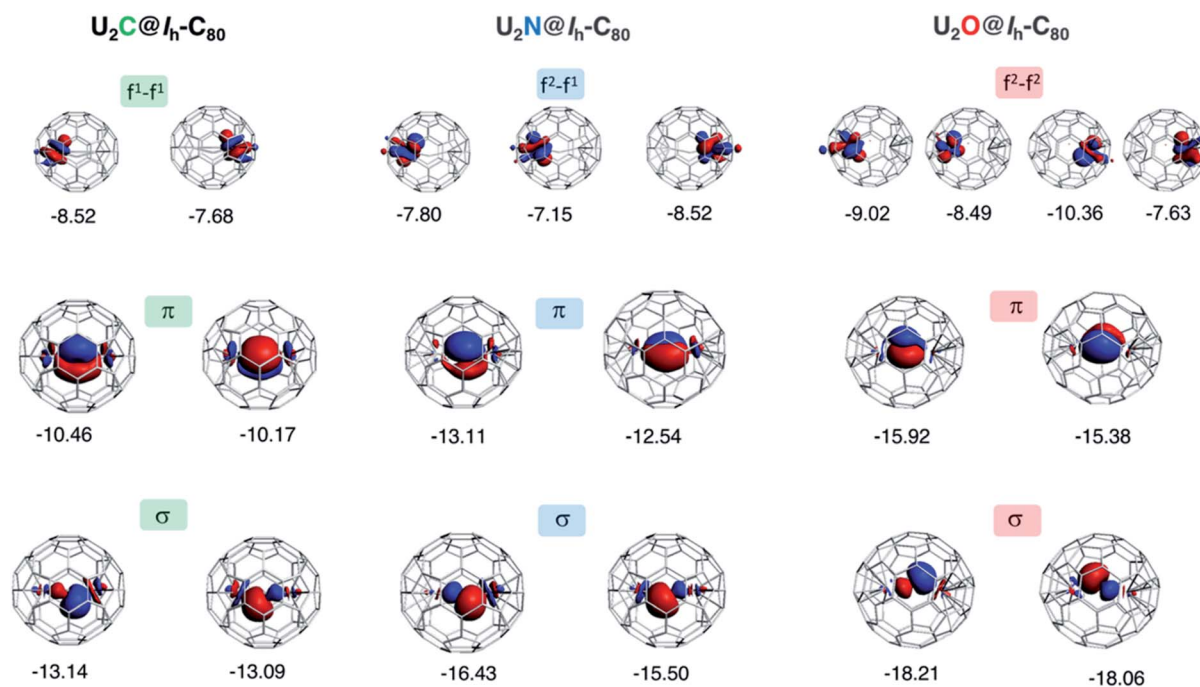 U₂C@Iₕ-C₈₀ U₂N@Iₕ-C₈₀ U₂O@Iₕ-C₈₀
f¹-f¹ f²-f¹ f²-f²
-8.52 -7.68 -7.80 -7.15 -8.52 -9.02 -8.49 -10.36 -7.63
π π π
-10.46 -10.17 -13.11 -12.54 -15.92 -15.38
σ σ σ
-13.14 -13.09 -16.43 -15.50 -18.21 -18.06